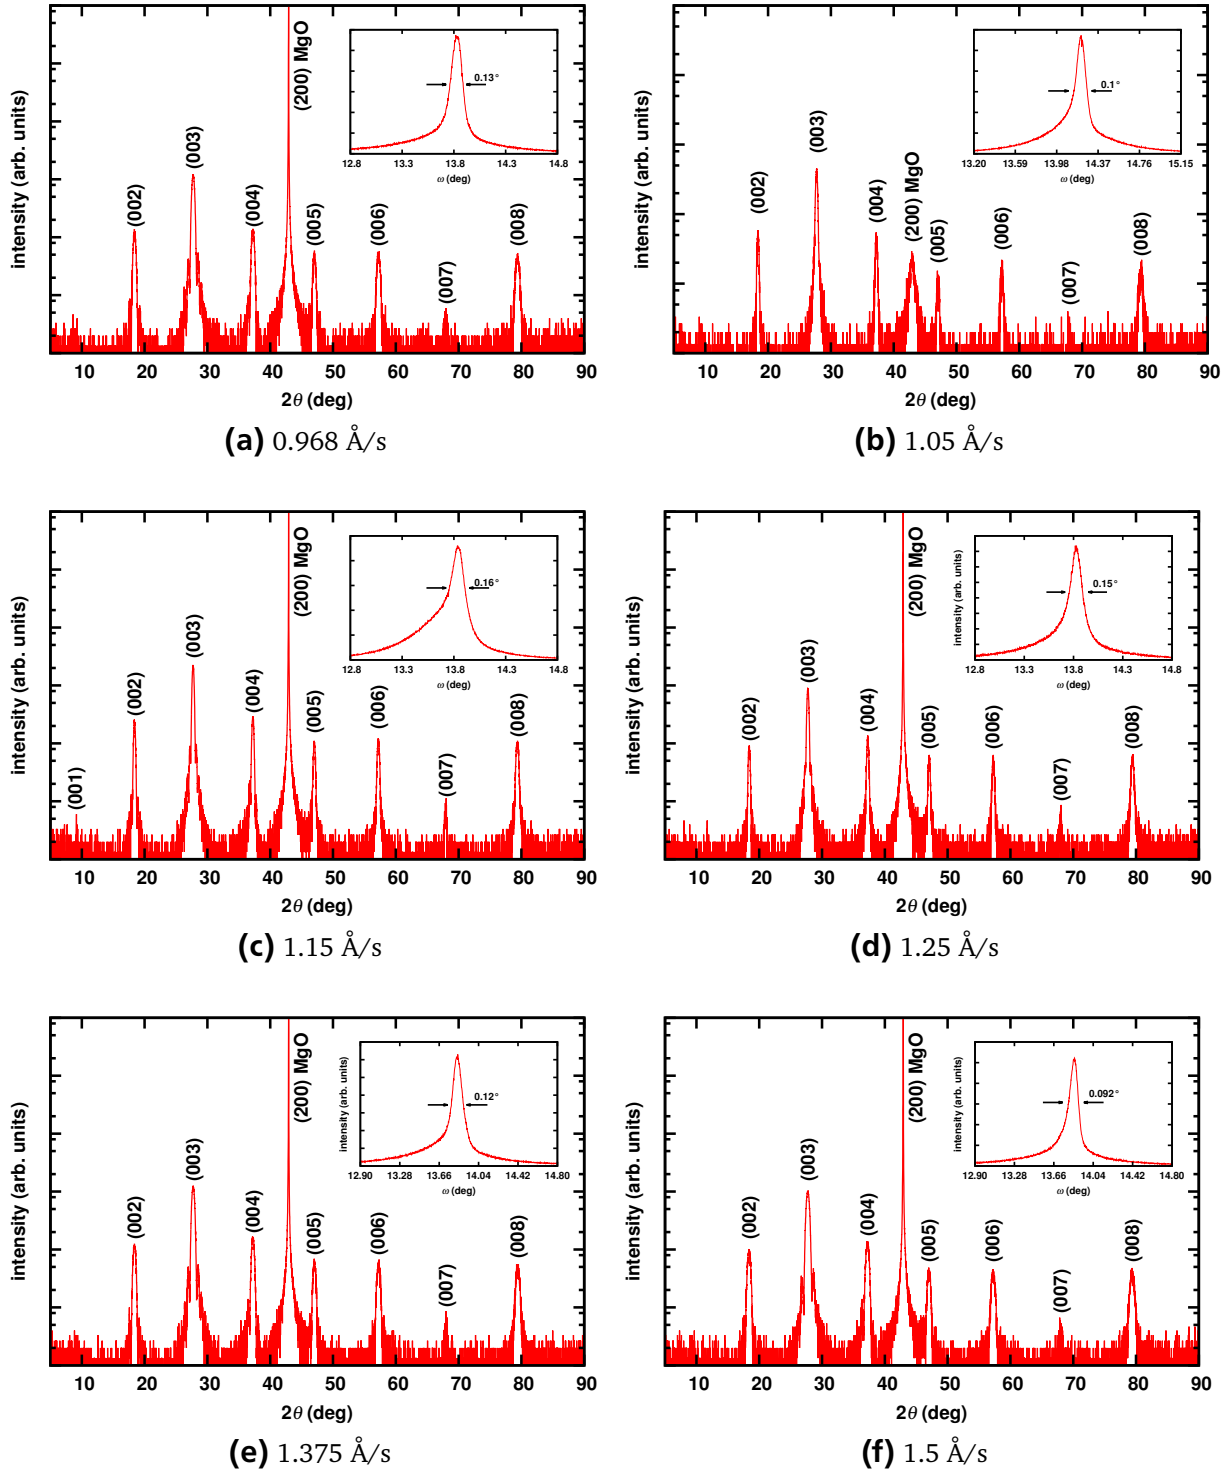 intensity (arb. units)
(002)
(003)
(004)
(200) MgO
(005)
(006)
(007)
(008)
0.13°
12.8 13.3 13.8 14.3 14.8
ω (deg)
10 20 30 40 50 60 70 80 90
2θ (deg)
(a) 0.968 Å/s
intensity (arb. units)
(002)
(003)
(004)
(200) MgO
(005)
(006)
(007)
(008)
0.1°
13.20 13.59 13.98 14.37 14.76 15.15
ω (deg)
10 20 30 40 50 60 70 80 90
2θ (deg)
(b) 1.05 Å/s
intensity (arb. units)
(001)
(002)
(003)
(004)
(200) MgO
(005)
(006)
(007)
(008)
0.16°
12.8 13.3 13.8 14.3 14.8
ω (deg)
10 20 30 40 50 60 70 80 90
2θ (deg)
(c) 1.15 Å/s
intensity (arb. units)
(002)
(003)
(004)
(200) MgO
(005)
(006)
(007)
(008)
intensity (arb. units)
0.15°
12.8 13.3 13.8 14.3 14.8
ω (deg)
10 20 30 40 50 60 70 80 90
2θ (deg)
(d) 1.25 Å/s
intensity (arb. units)
(002)
(003)
(004)
(200) MgO
(005)
(006)
(007)
(008)
intensity (arb. units)
0.12°
12.90 13.28 13.66 14.04 14.42 14.80
ω (deg)
10 20 30 40 50 60 70 80 90
2θ (deg)
(e) 1.375 Å/s
intensity (arb. units)
(002)
(003)
(004)
(200) MgO
(005)
(006)
(007)
(008)
intensity (arb. units)
0.092°
12.90 13.28 13.66 14.04 14.42 14.80
ω (deg)
10 20 30 40 50 60 70 80 90
2θ (deg)
(f) 1.5 Å/s